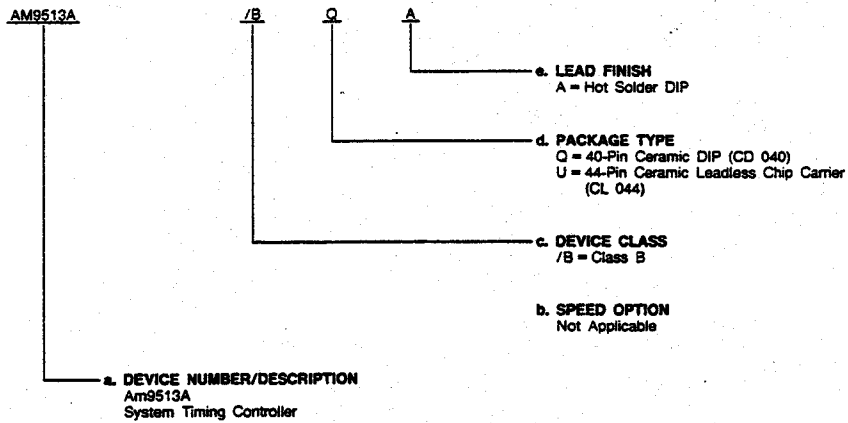 AM9513A /B Q A
e. LEAD FINISH
A = Hot Solder DIP
d. PACKAGE TYPE
Q = 40-Pin Ceramic DIP (CD 040)
U = 44-Pin Ceramic Leadless Chip Carrier
(CL 044)
c. DEVICE CLASS
/B = Class B
b. SPEED OPTION
Not Applicable
a. DEVICE NUMBER/DESCRIPTION
Am9513A
System Timing Controller